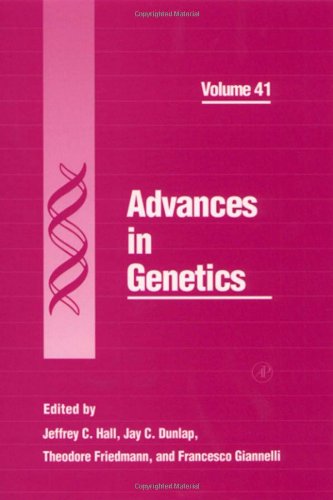 Volume 41
Advances
in
Genetics
Edited by
Jeffrey C. Hall, Jay C. Dunlap,
Theodore Friedmann, and Francesco Giannelli